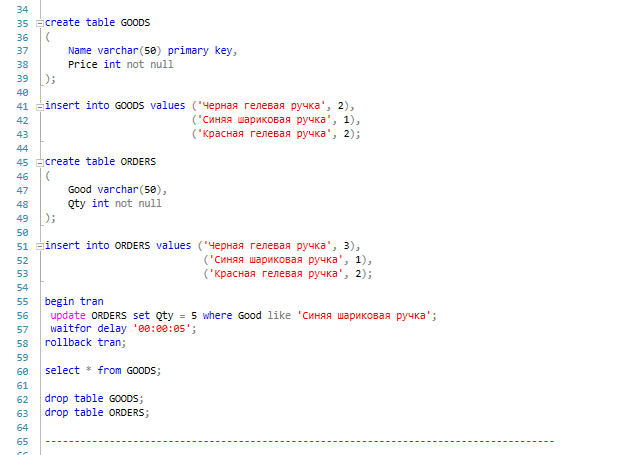 34
35 create table GOODS
36 (
37 Name varchar(50) primary key,
38 Price int not null
39 );
40
41 insert into GOODS values ('Черная гелевая ручка', 2),
42 ('Синяя шариковая ручка', 1),
43 ('Красная гелевая ручка', 2);
44
45 create table ORDERS
46 (
47 Good varchar(50),
48 Qty int not null
49 );
50
51 insert into ORDERS values ('Черная гелевая ручка', 3),
52 ('Синяя шариковая ручка', 1),
53 ('Красная гелевая ручка', 2);
54
55 begin tran
56 update ORDERS set Qty = 5 where Good like 'Синяя шариковая ручка';
57 waitfor delay '00:00:05';
58 rollback tran;
59
60 select * from GOODS;
61
62 drop table GOODS;
63 drop table ORDERS;
64
65 --------------------------------------------------------------------------------------